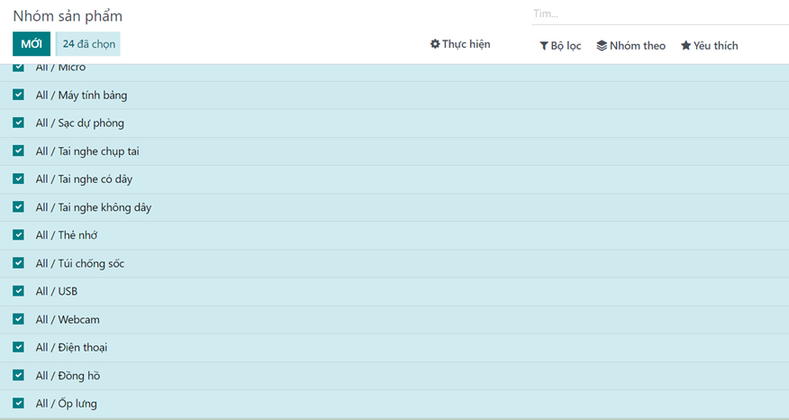 Nhóm sản phẩm
Tìm...
MỚI
24 đã chọn
Thực hiện
Bộ lọc
Nhóm theo
Yêu thích
All / Micro
All / Máy tính bảng
All / Sạc dự phòng
All / Tai nghe chụp tai
All / Tai nghe có dây
All / Tai nghe không dây
All / Thẻ nhớ
All / Túi chống sốc
All / USB
All / Webcam
All / Điện thoại
All / Đồng hồ
All / Ốp lưng